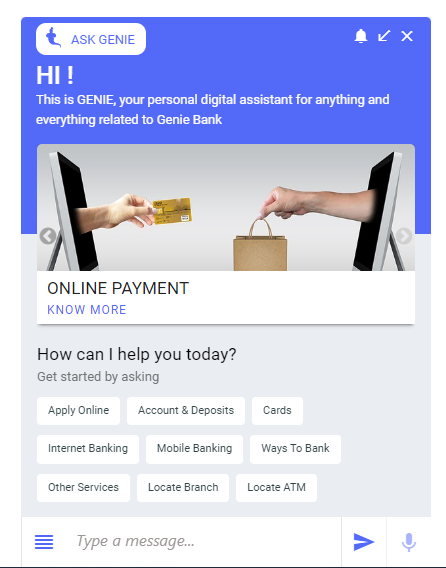 ASK GENIE
HI !
This is GENIE, your personal digital assistant for anything and
everything related to Genie Bank
ONLINE PAYMENT
KNOW MORE
How can I help you today?
Get started by asking
Apply Online Account & Deposits Cards
Internet Banking Mobile Banking Ways To Bank
Other Services Locate Branch Locate ATM
Type a message...